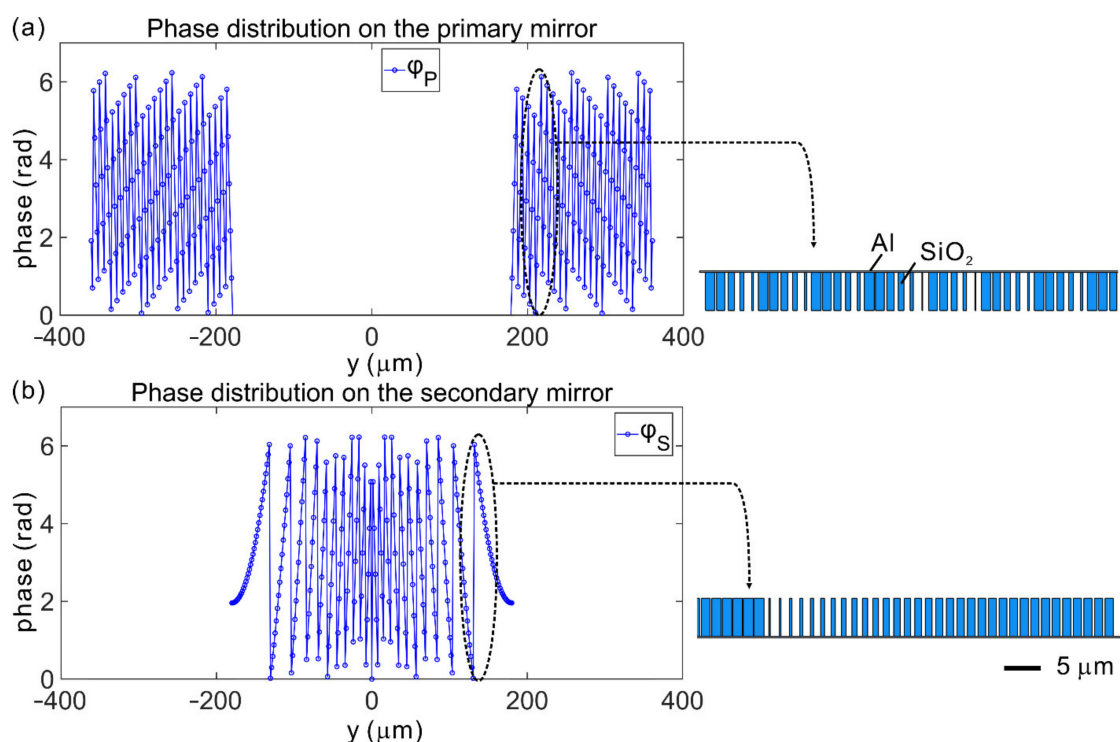 (a)
Phase distribution on the primary mirror
φP
6
4
2
0
phase (rad)
−400
−200
0
200
400
y (μm)
Al
SiO₂
(b)
Phase distribution on the secondary mirror
φS
6
4
2
0
phase (rad)
−400
−200
0
200
400
y (μm)
5 μm